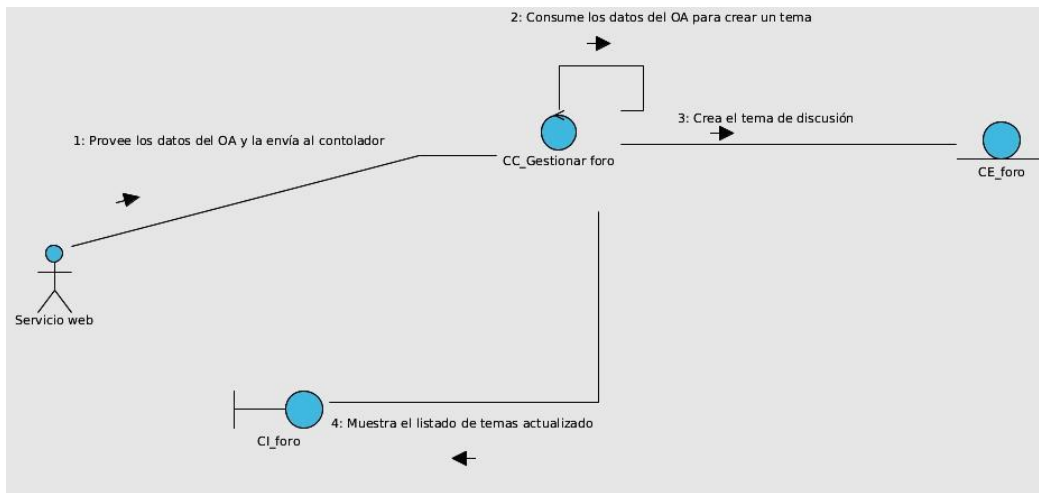 2: Consume los datos del OA para crear un tema
1: Provee los datos del OA y la envía al contolador
3: Crea el tema de discusión
CC_Gestionar foro
CE_foro
Servicio web
4: Muestra el listado de temas actualizado
CI_foro